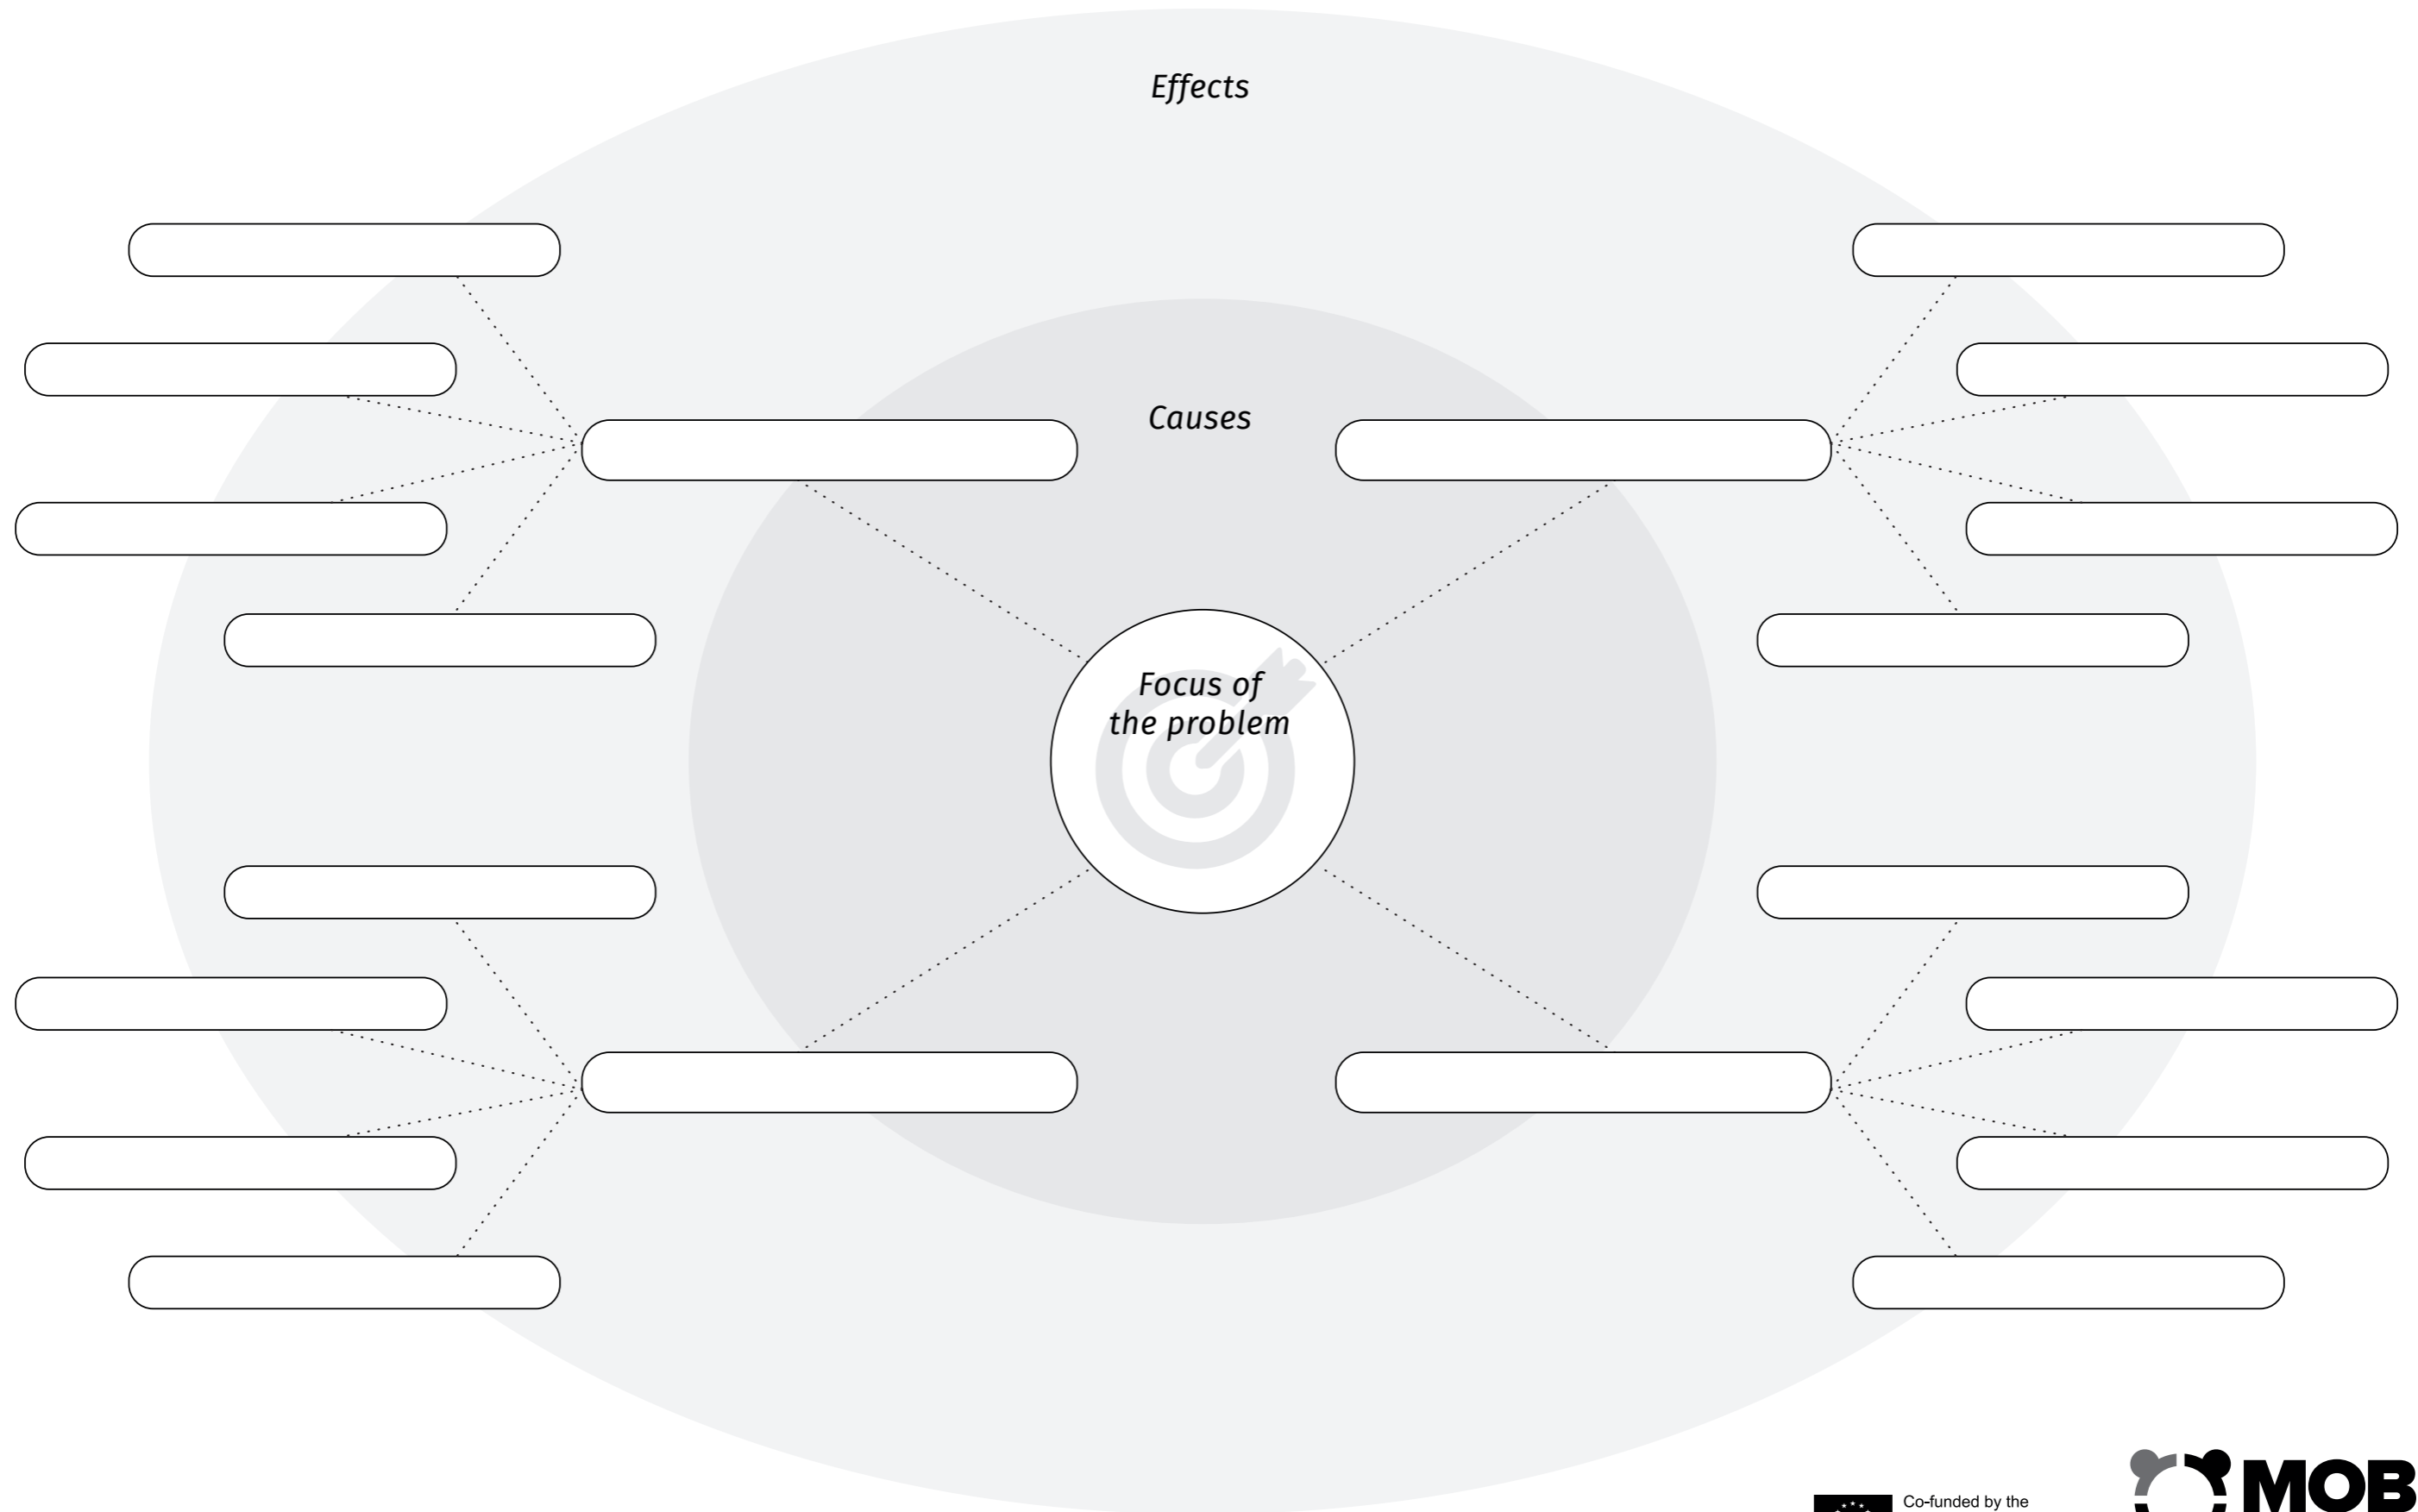 Effects
Causes
Focus of
the problem
Co-funded by the
MOB